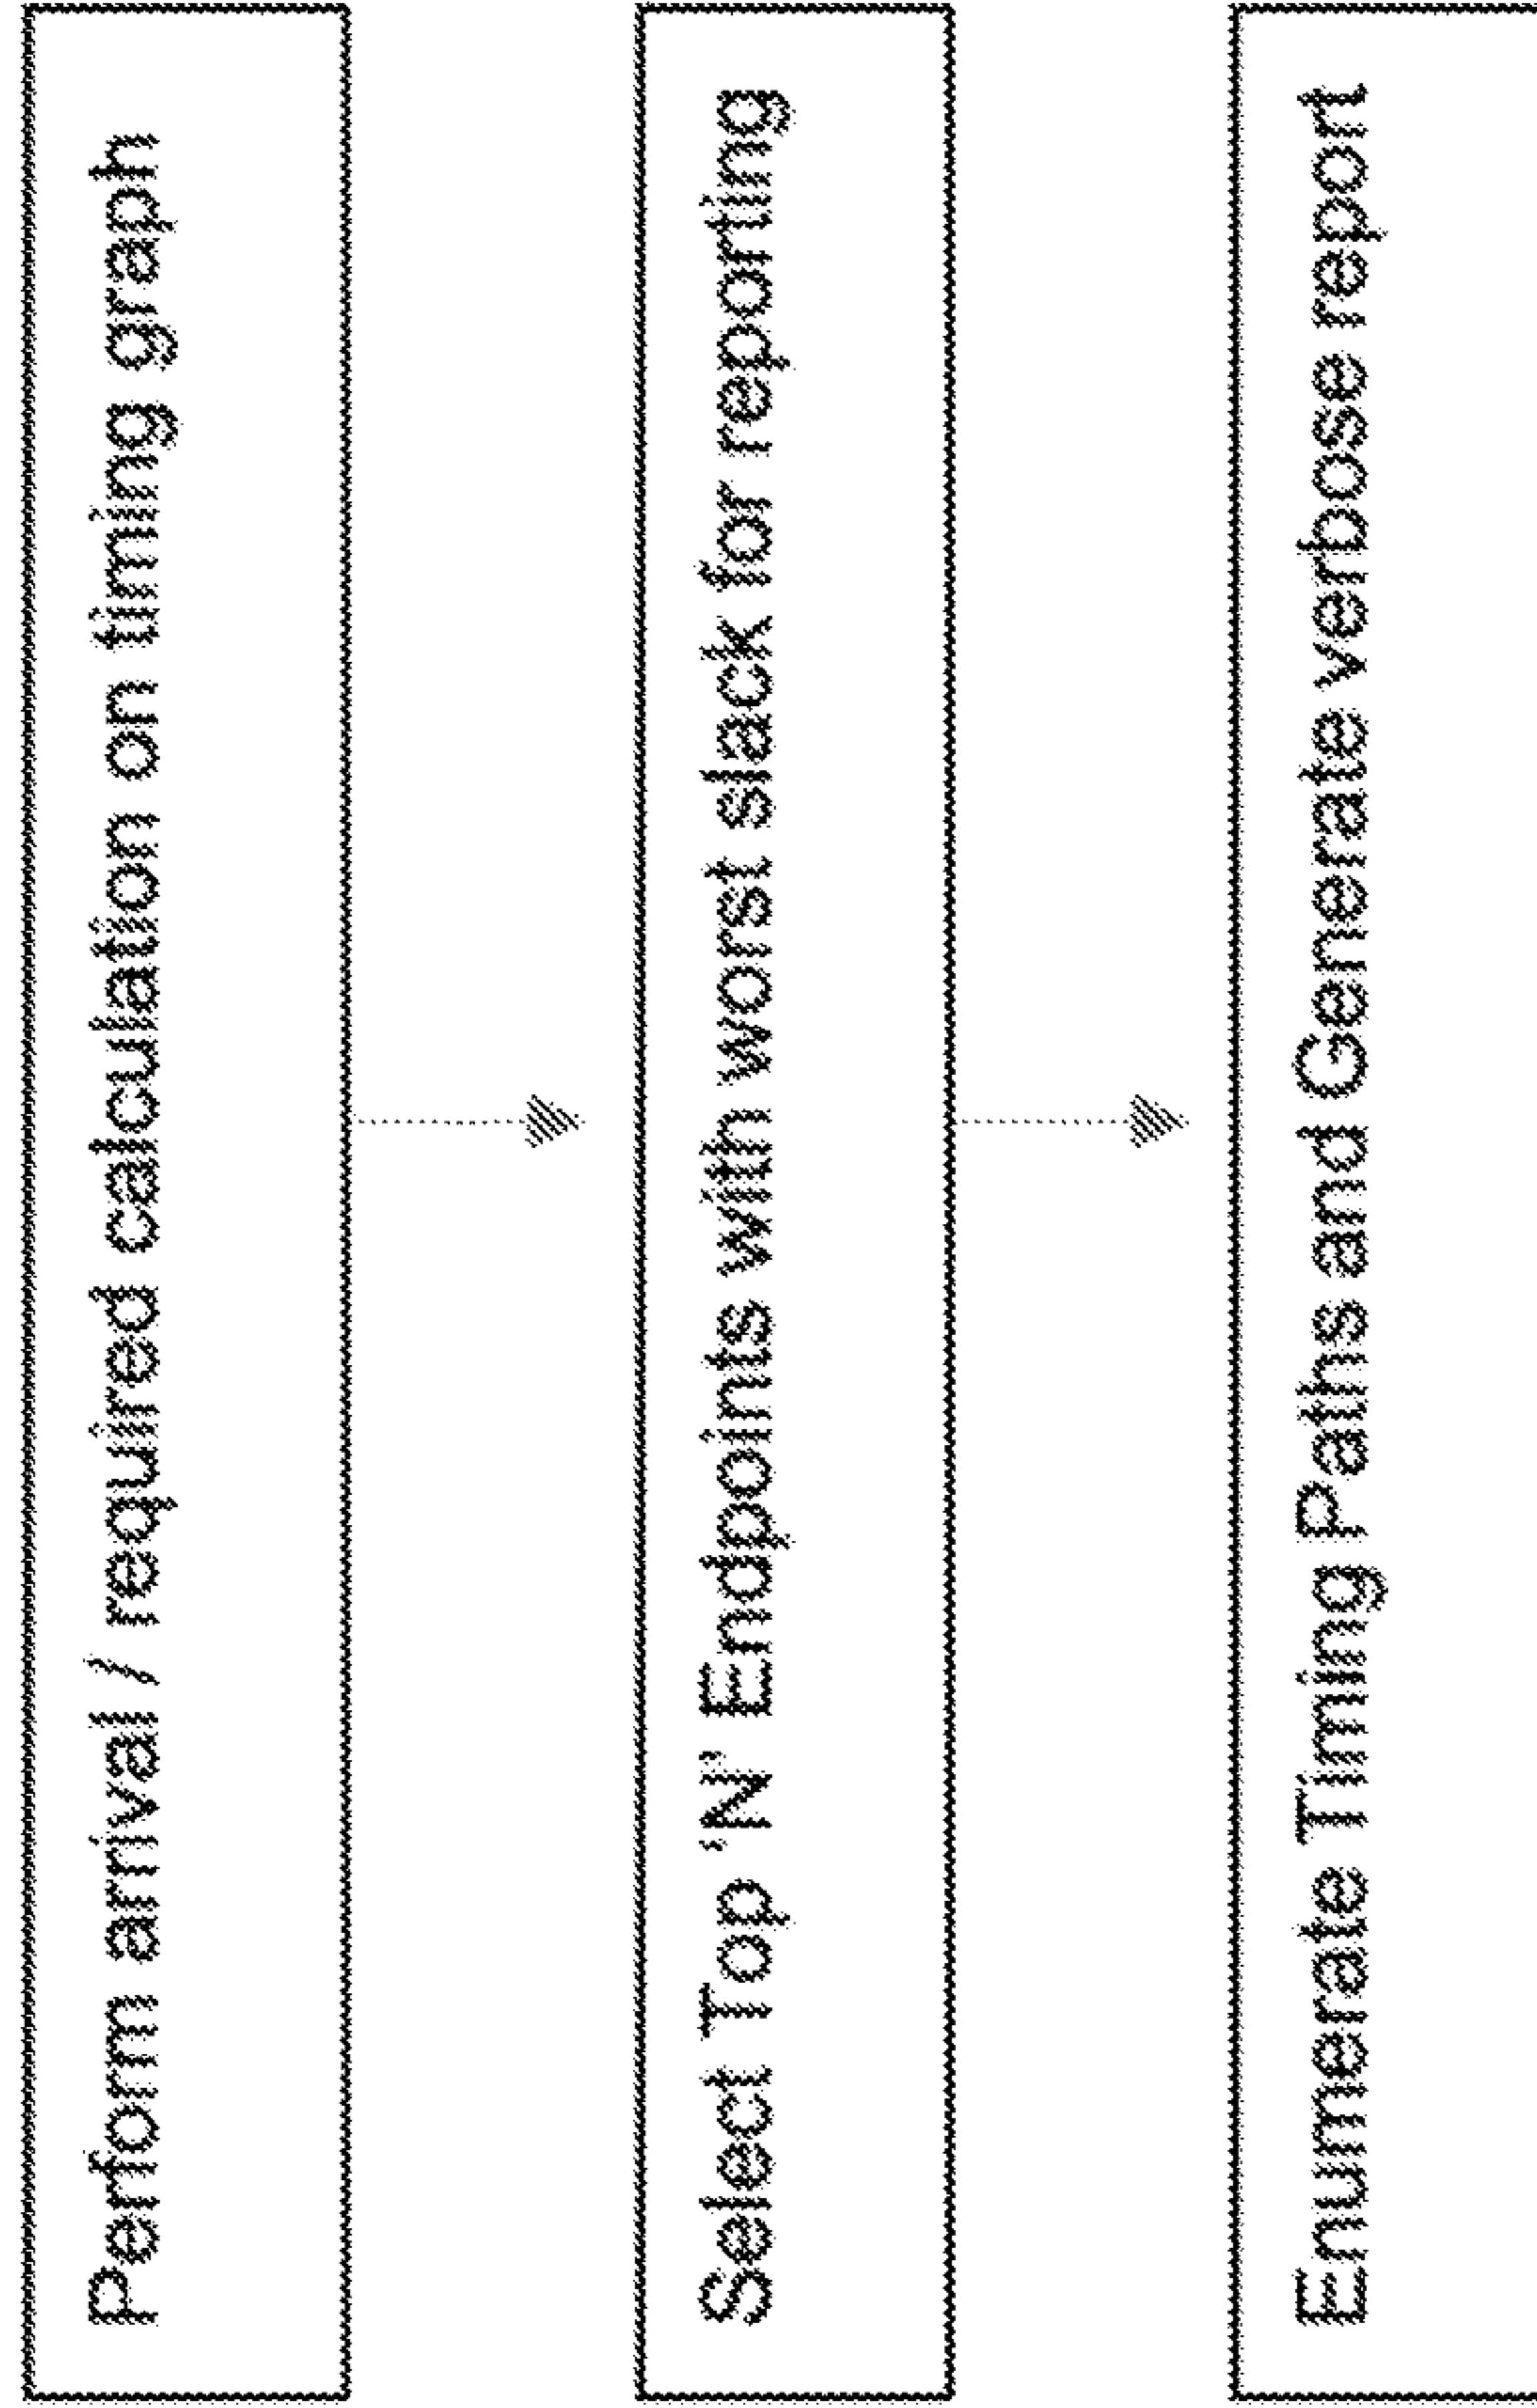 Perform arrival / required calculation on timing graph
Select Top 'N' Endpoints with worst slack for reporting
Enumerate Timing Paths and Generate verbose report